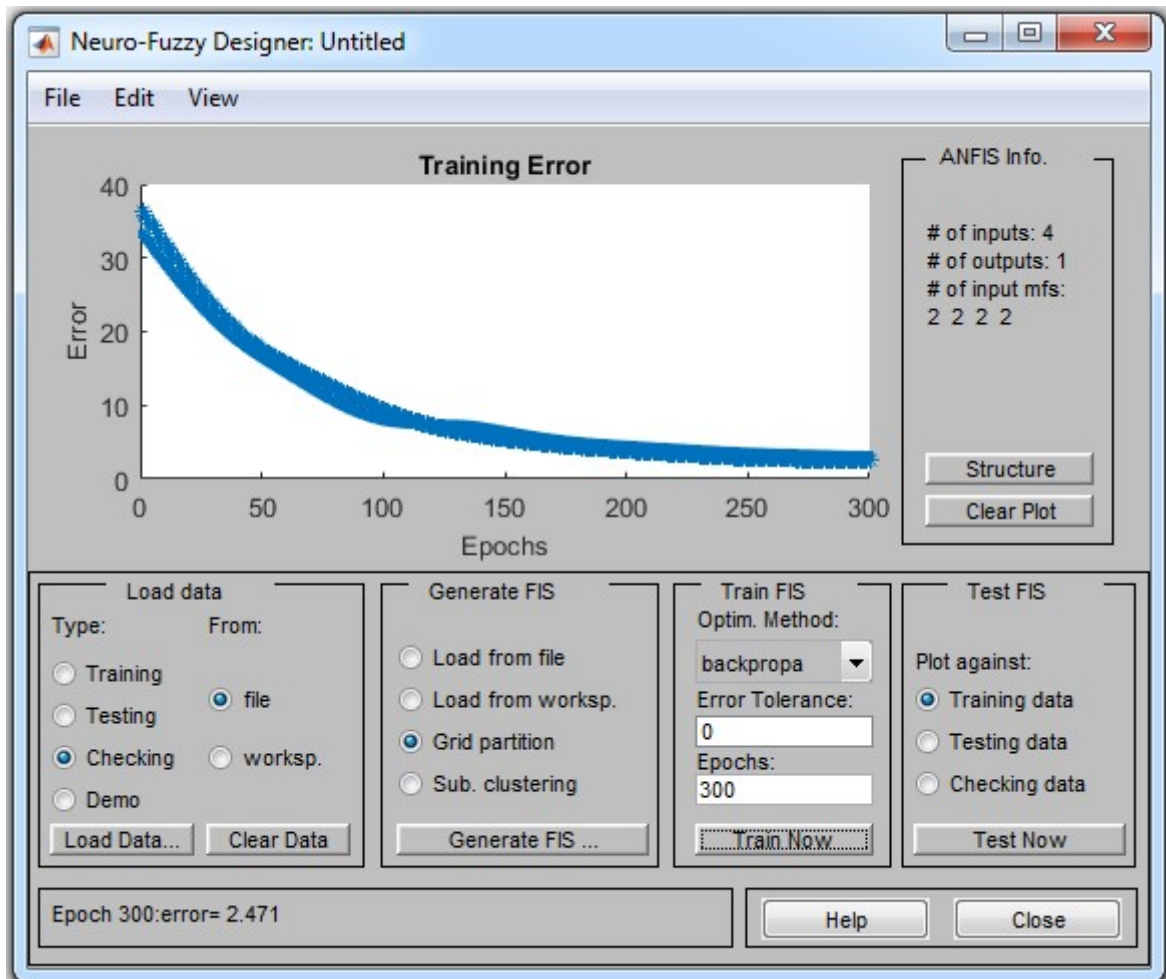 Neuro-Fuzzy Designer: Untitled
File Edit View
Training Error
40
30
20
10
0
Error
0 50 100 150 200 250 300
Epochs
ANFIS Info.
# of inputs: 4
# of outputs: 1
# of input mfs:
2 2 2 2
Structure
Clear Plot
Load data
Type: From:
Training
Testing
Checking
Demo
file
worksp.
Load Data... Clear Data
Generate FIS
Load from file
Load from worksp.
Grid partition
Sub. clustering
Generate FIS ...
Train FIS
Optim. Method:
backpropa
Error Tolerance:
0
Epochs:
300
Train Now
Test FIS
Plot against:
Training data
Testing data
Checking data
Test Now
Epoch 300:error= 2.471
Help Close